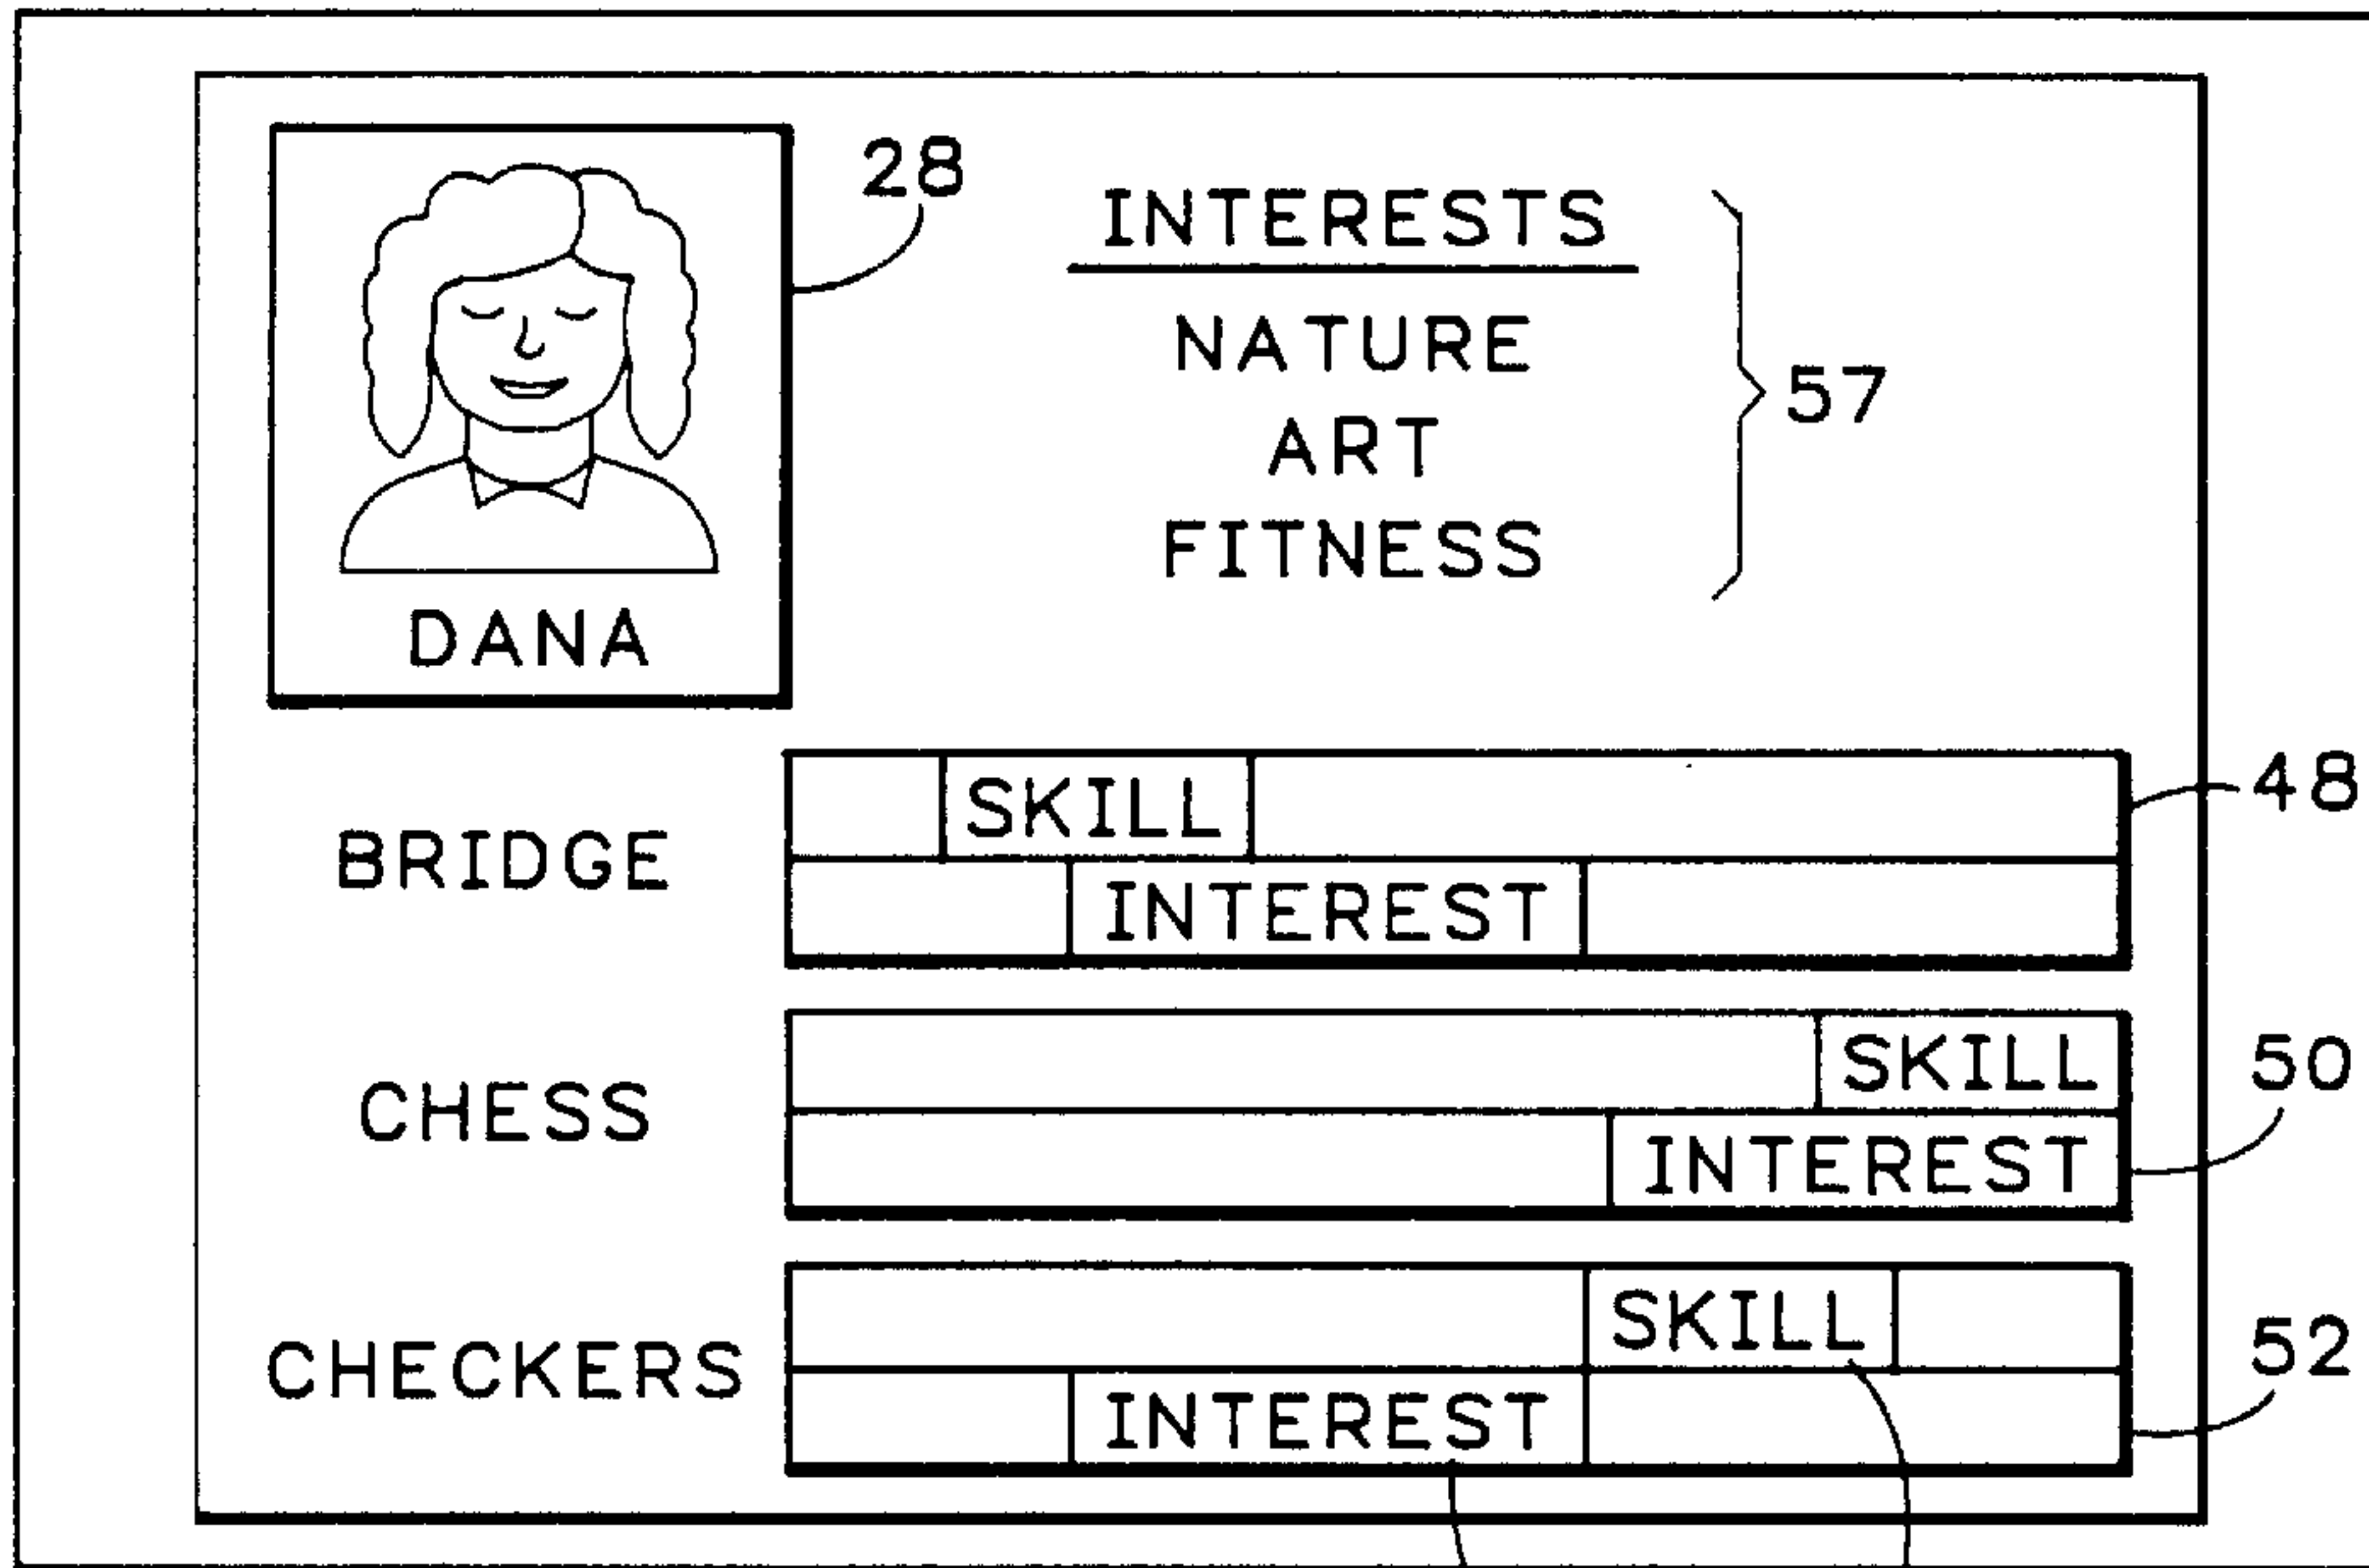 28
INTERESTS
NATURE
ART
FITNESS
57
DANA
BRIDGE
SKILL
INTEREST
48
CHESS
SKILL
INTEREST
50
CHECKERS
SKILL
INTEREST
52